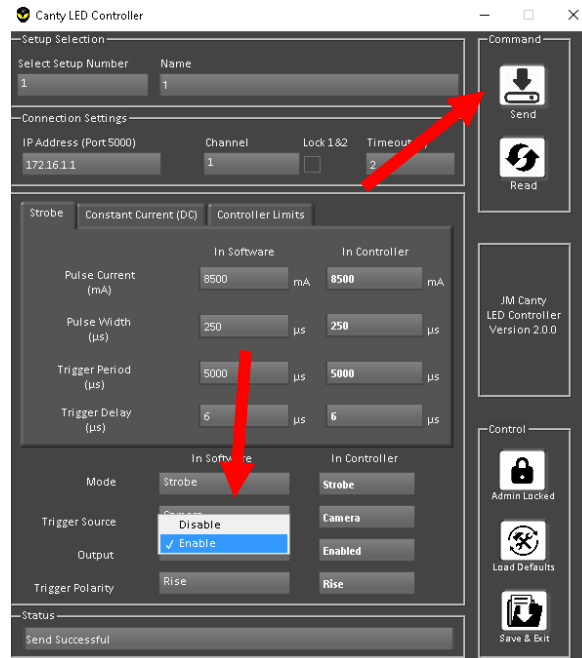 Canty LED Controller
Setup Selection
Select Setup Number Name
1 1
Connection Settings
IP Address (Port 5000) Channel Lock 1&2 Timeout
172.16.1.1 1 2
Strobe Constant Current (DC) Controller Limits
In Software In Controller
Pulse Current (mA) 8500 mA 8500 mA
Pulse Width (µs) 250 µs 250 µs
Trigger Period (µs) 5000 µs 5000 µs
Trigger Delay (µs) 6 µs 6 µs
In Software In Controller
Mode Strobe Strobe
Trigger Source Camera Camera
Disable
✓ Enable
Output Enabled
Trigger Polarity Rise Rise
Status
Send Successful
Command
Send
Read
JM Canty
LED Controller
Version 2.0.0
Control
Admin Locked
Load Defaults
Save & Exit